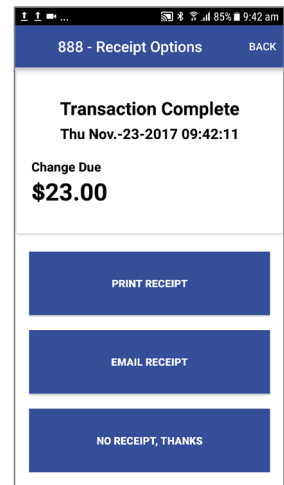 ... 85% 9:42 am
888 - Receipt Options BACK
Transaction Complete
Thu Nov.-23-2017 09:42:11
Change Due
$23.00
PRINT RECEIPT
EMAIL RECEIPT
NO RECEIPT, THANKS